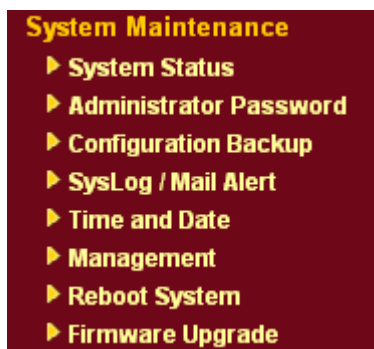 System Maintenance
System Status
Administrator Password
Configuration Backup
SysLog / Mail Alert
Time and Date
Management
Reboot System
Firmware Upgrade